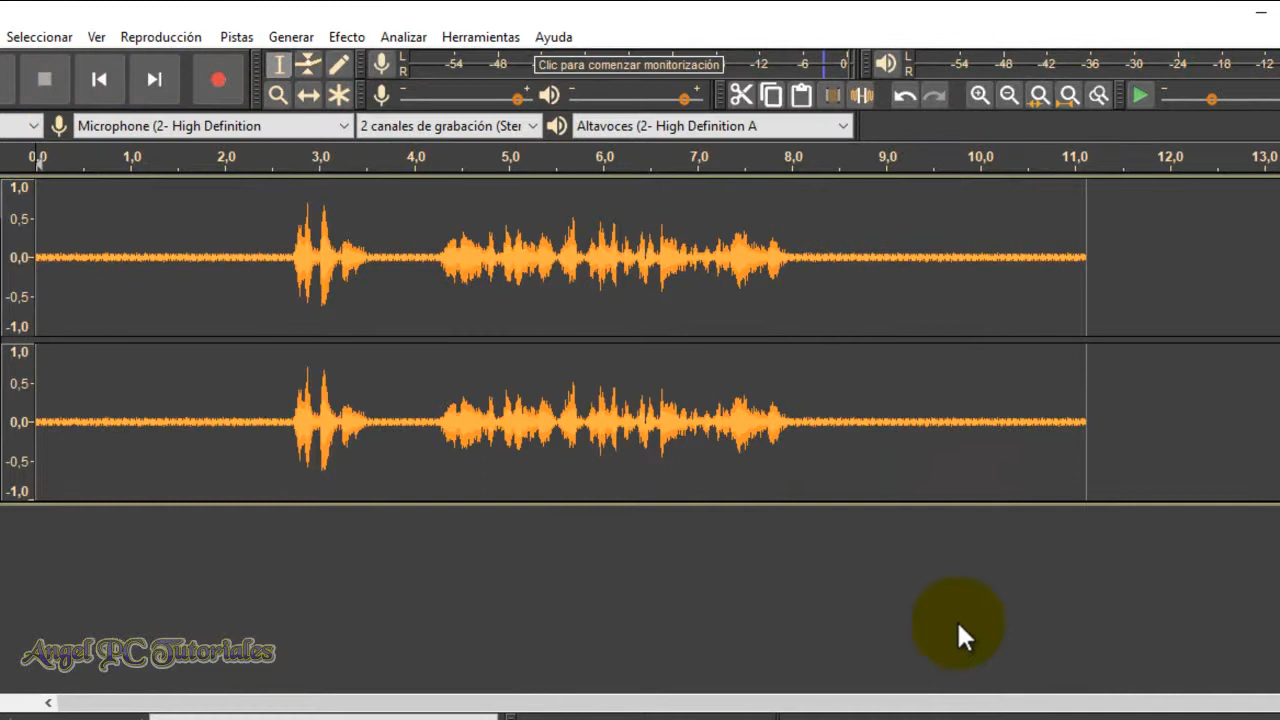 Seleccionar Ver Reproducción Pistas Generar Efecto Analizar Herramientas Ayuda
L -54 -48 Clic para comenzar monitorización -12 -6 0 L -54 -48 -42 -36 -30 -24 -18 -12
R R
Microphone (2- High Definition 2 canales de grabación (Ster Altavoces (2- High Definition A
0,0 1,0 2,0 3,0 4,0 5,0 6,0 7,0 8,0 9,0 10,0 11,0 12,0 13,0
1,0
0,5
0,0
-0,5
-1,0
1,0
0,5
0,0
-0,5
-1,0
Angel PC Tutoriales